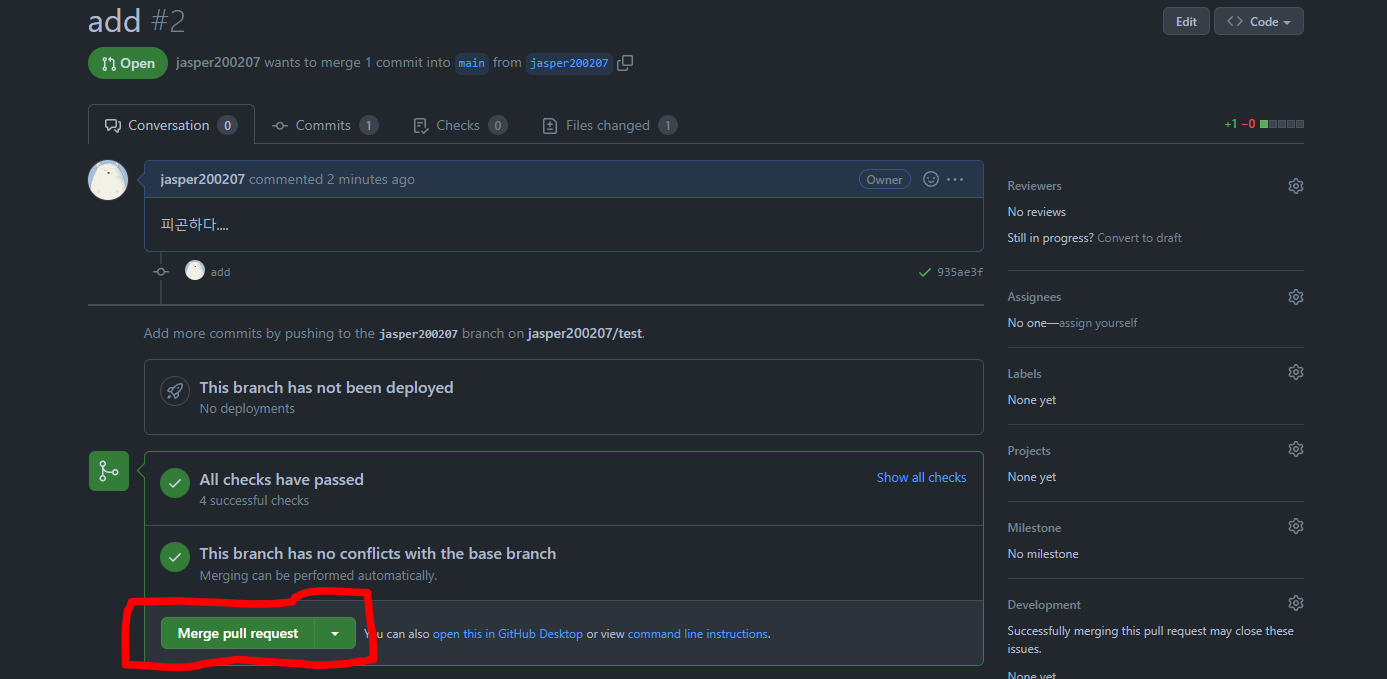 add #2
Edit
Code
Open
jasper200207 wants to merge 1 commit into main from jasper200207
Conversation 0
Commits 1
Checks 0
Files changed 1
+1 −0
jasper200207 commented 2 minutes ago
Owner
피곤하다....
add
935ae3f
Add more commits by pushing to the jasper200207 branch on jasper200207/test.
This branch has not been deployed
No deployments
All checks have passed
4 successful checks
Show all checks
This branch has no conflicts with the base branch
Merging can be performed automatically.
Merge pull request
You can also open this in GitHub Desktop or view command line instructions.
Reviewers
No reviews
Still in progress? Convert to draft
Assignees
No one—assign yourself
Labels
None yet
Projects
None yet
Milestone
No milestone
Development
Successfully merging this pull request may close these
issues.
None yet